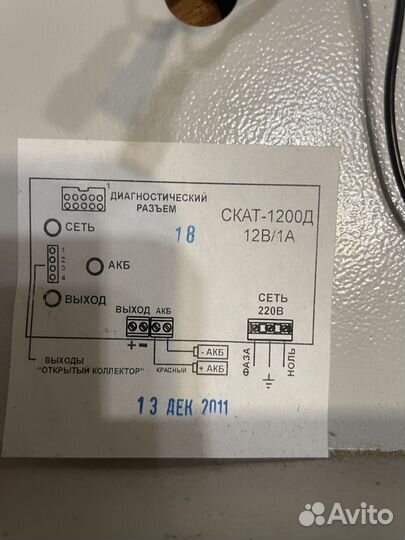 1
ДИАГНОСТИЧЕСКИЙ
РАЗЪЕМ
СКАТ-1200Д
12В/1А
СЕТЬ
18
1
2
3
4
АКБ
ВЫХОД
ВЫХОД АКБ
СЕТЬ
220В
+ -
- АКБ
+ АКБ
КРАСНЫЙ
ФАЗА
НОЛЬ
ВЫХОДЫ
"ОТКРЫТЫЙ КОЛЛЕКТОР"
13 ДЕК 2011
Avito